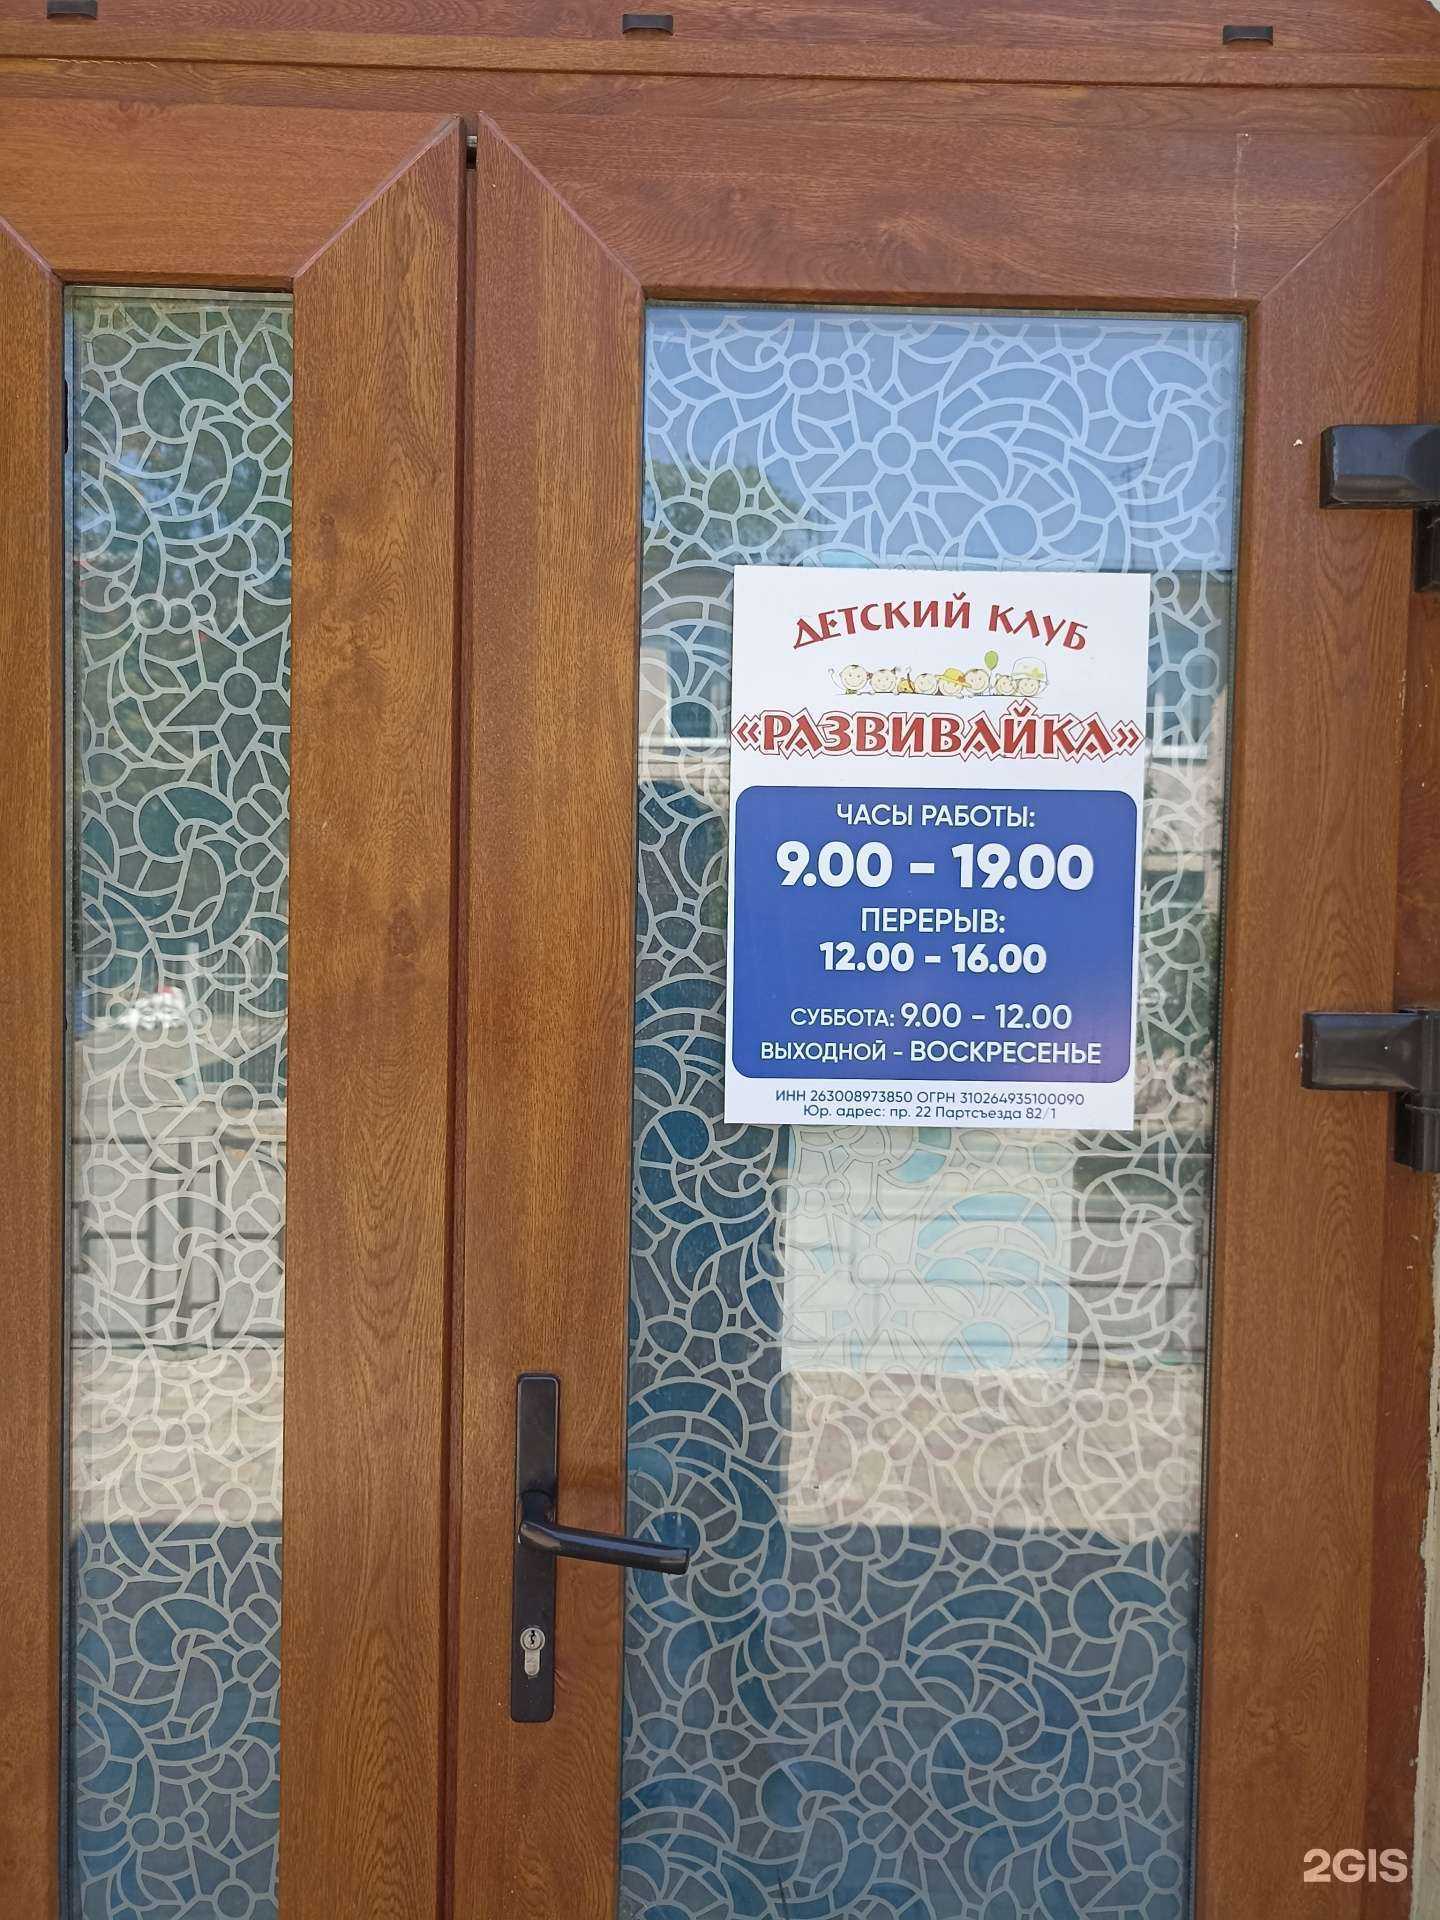 ДЕТСКИЙ КЛУБ
«РАЗВИВАЙКА»
ЧАСЫ РАБОТЫ:
9.00 - 19.00
ПЕРЕРЫВ:
12.00 - 16.00
СУББОТА: 9.00 - 12.00
ВЫХОДНОЙ - ВОСКРЕСЕНЬЕ
ИНН 263008973850 ОГРН 310264935100090
Юр. адрес: пр. 22 Партсъезда 82/1
2GIS